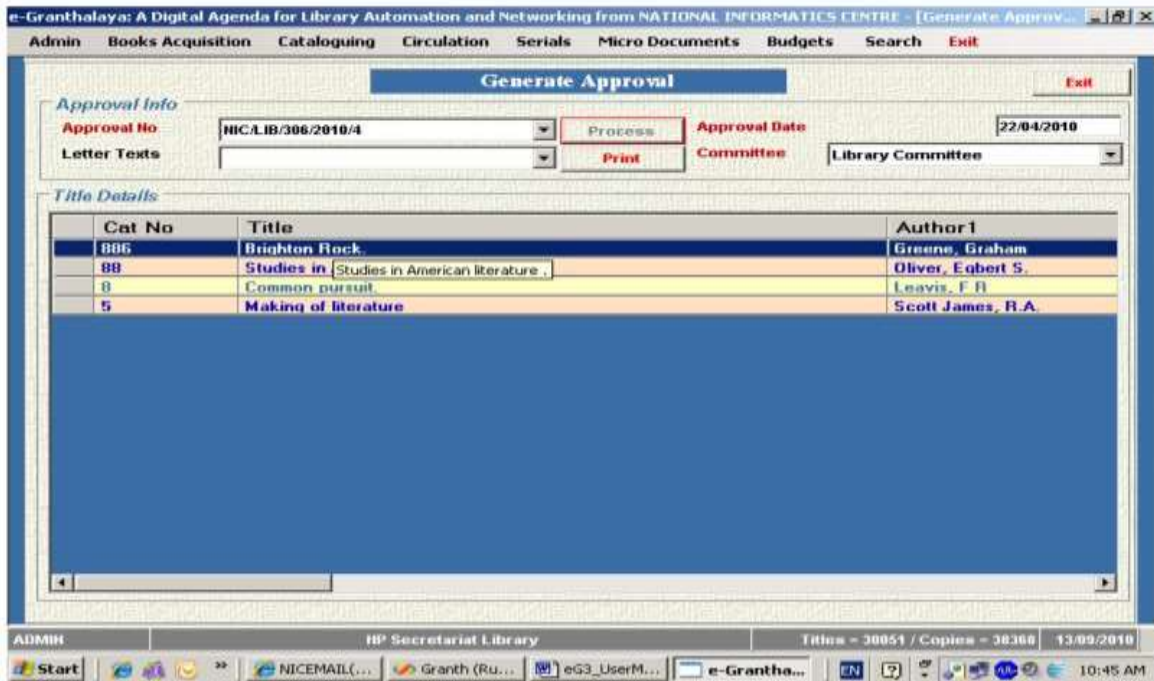 e-Granthalaya: A Digital Agenda for Library Automation and Networking from NATIONAL INFORMATICS CENTRE - [Generate Approv...
Admin Books Acquisition Cataloguing Circulation Serials Micro Documents Budgets Search Exit
Generate Approval Exit
Approval Info
Approval No NIC/LIB/306/2010/4 Process Approval Date 22/04/2010
Letter Texts Print Committee Library Committee
Title Details
Cat No Title Author1
886 Brighton Rock. Greene, Graham
88 Studies in Studies in American literature . Oliver, Egbert S.
8 Common pursuit. Leavis, F R
5 Making of literature Scott James, R.A.
ADMIN HP Secretariat Library Titles = 30051 / Copies = 38360 13/09/2010
Start » NICEMAIL(... Granth (Ru... eG3_UserM... e-Grantha... EN ? 10:45 AM